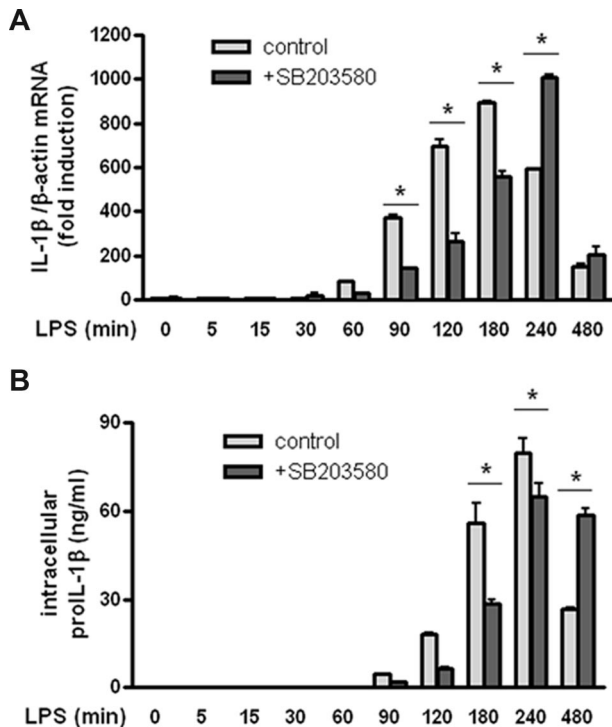 A
1200
1000
800
600
400
200
0
IL-1β/β-actin mRNA
(fold induction)
control
+SB203580
*
*
*
*
LPS (min) 0 5 15 30 60 90 120 180 240 480
B
90
60
30
0
intracellular
proIL-1β (ng/ml)
control
+SB203580
*
*
*
LPS (min) 0 5 15 30 60 90 120 180 240 480